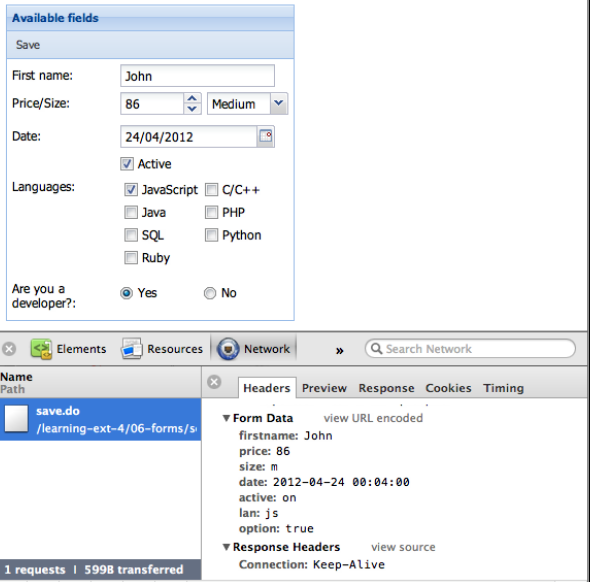 Available fields
Save
First name: John
Price/Size: 86 Medium
Date: 24/04/2012
Active
Languages: JavaScript C/C++
Java PHP
SQL Python
Ruby
Are you a
developer?: Yes No
Elements Resources Network » Search Network
Name
Path
Headers Preview Response Cookies Timing
save.do
/learning-ext-4/06-forms/s
Form Data view URL encoded
firstname: John
price: 86
size: m
date: 2012-04-24 00:04:00
active: on
lan: js
option: true
Response Headers view source
Connection: Keep-Alive
1 requests | 599B transferred